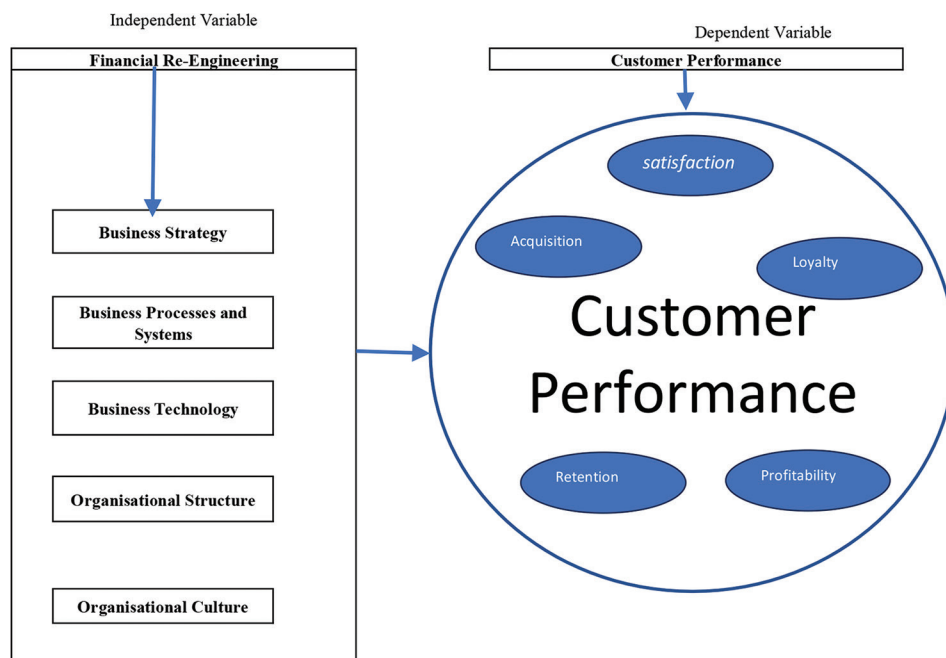 Independent Variable
Financial Re-Engineering
Business Strategy
Business Processes and
Systems
Business Technology
Organisational Structure
Organisational Culture
Dependent Variable
Customer Performance
satisfaction
Acquisition
Loyalty
Customer
Performance
Retention
Profitability